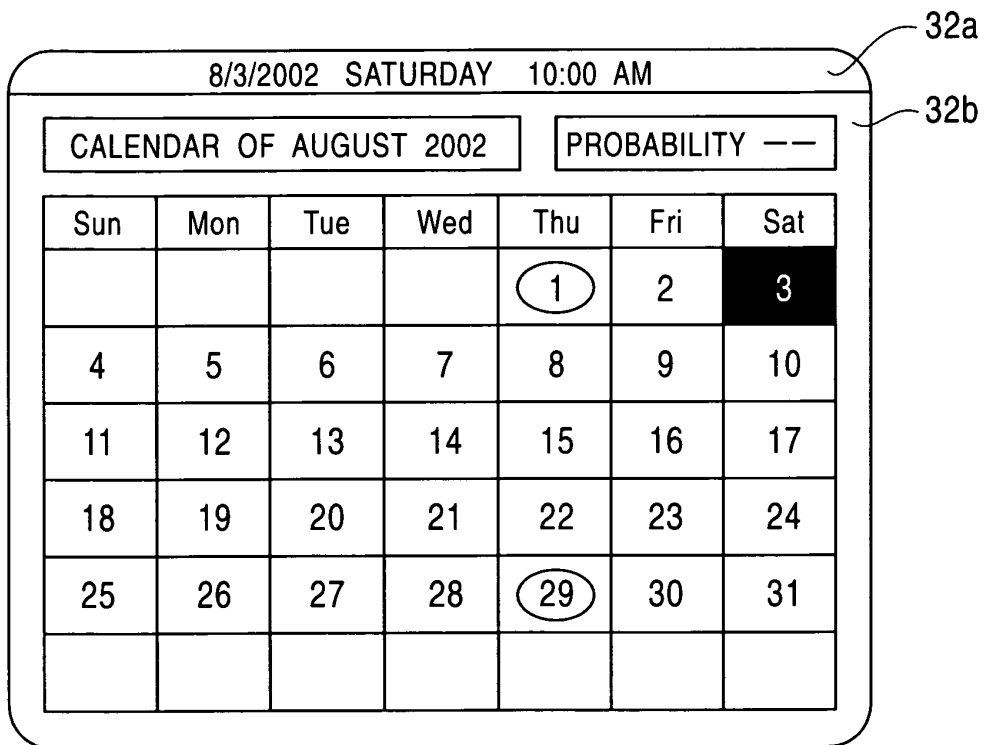 32a
8/3/2002 SATURDAY 10:00 AM
32b
CALENDAR OF AUGUST 2002 PROBABILITY ——
Sun Mon Tue Wed Thu Fri Sat
1 2 3
4 5 6 7 8 9 10
11 12 13 14 15 16 17
18 19 20 21 22 23 24
25 26 27 28 29 30 31